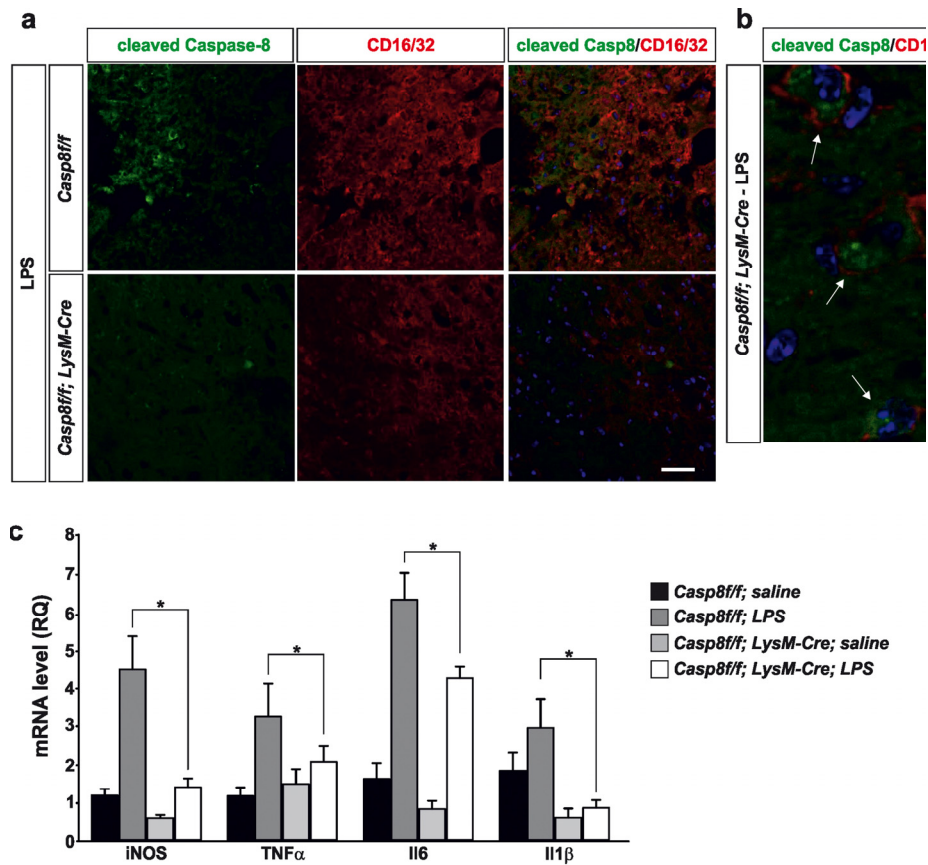 a
b
cleaved Caspase-8
CD16/32
cleaved Casp8/CD16/32
cleaved Casp8/CD1
LPS
Casp8f/f
Casp8f/f; LysM-Cre
Casp8f/f; LysM-Cre - LPS
c
mRNA level (RQ)
8
7
6
5
4
3
2
1
0
*
*
*
*
iNOS
TNFα
Il6
Il1β
Casp8f/f; saline
Casp8f/f; LPS
Casp8f/f; LysM-Cre; saline
Casp8f/f; LysM-Cre; LPS